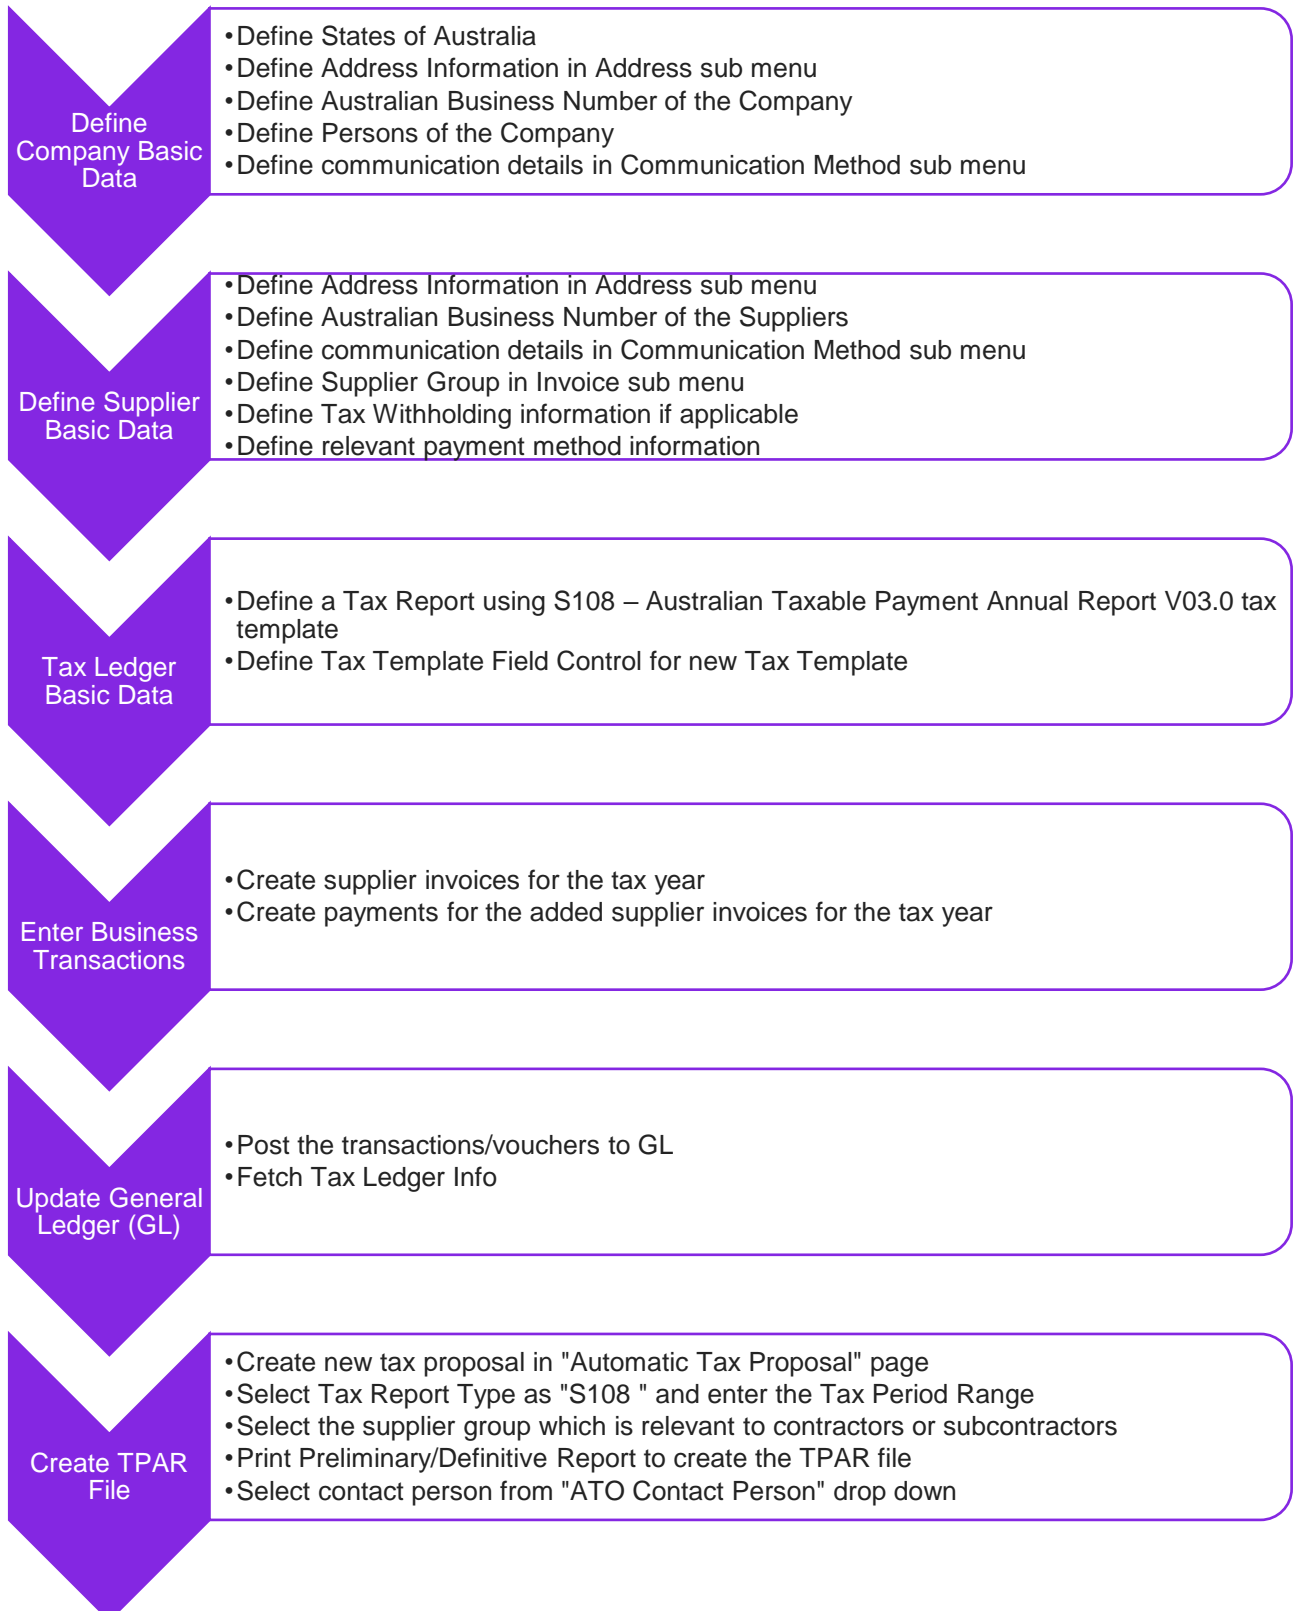 Define
Company Basic
Data
•Define States of Australia
•Define Address Information in Address sub menu
•Define Australian Business Number of the Company
•Define Persons of the Company
•Define communication details in Communication Method sub menu
Define Supplier
Basic Data
•Define Address Information in Address sub menu
•Define Australian Business Number of the Suppliers
•Define communication details in Communication Method sub menu
•Define Supplier Group in Invoice sub menu
•Define Tax Withholding information if applicable
•Define relevant payment method information
Tax Ledger
Basic Data
•Define a Tax Report using S108 – Australian Taxable Payment Annual Report V03.0 tax
template
•Define Tax Template Field Control for new Tax Template
Enter Business
Transactions
•Create supplier invoices for the tax year
•Create payments for the added supplier invoices for the tax year
Update General
Ledger (GL)
•Post the transactions/vouchers to GL
•Fetch Tax Ledger Info
Create TPAR
File
•Create new tax proposal in "Automatic Tax Proposal" page
•Select Tax Report Type as "S108 " and enter the Tax Period Range
•Select the supplier group which is relevant to contractors or subcontractors
•Print Preliminary/Definitive Report to create the TPAR file
•Select contact person from "ATO Contact Person" drop down